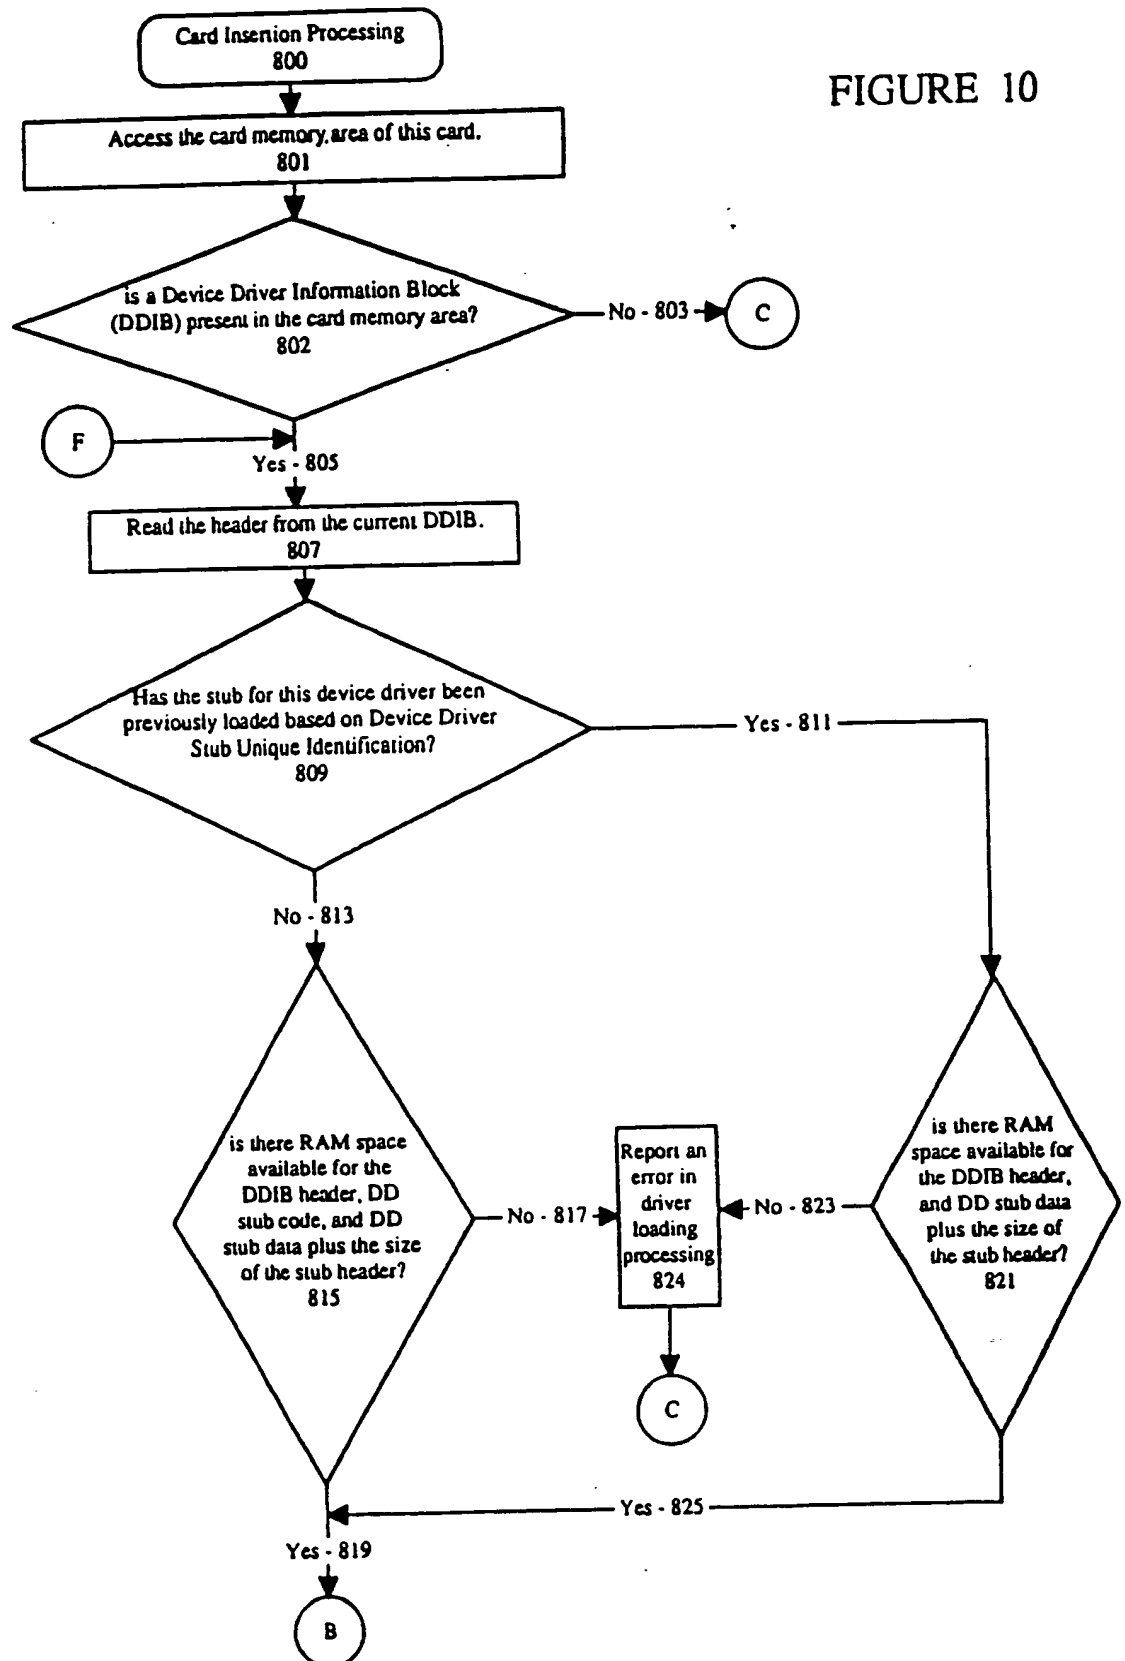 Card Insertion Processing
800
FIGURE 10
Access the card memory area of this card.
801
is a Device Driver Information Block
(DDIB) present in the card memory area?
802
No - 803
C
F
Yes - 805
Read the header from the current DDIB.
807
Has the stub for this device driver been
previously loaded based on Device Driver
Stub Unique Identification?
809
Yes - 811
No - 813
is there RAM space
available for the
DDIB header, DD
stub code, and DD
stub data plus the size
of the stub header?
815
No - 817
Report an
error in
driver
loading
processing
824
No - 823
is there RAM
space available for
the DDIB header,
and DD stub data
plus the size of
the stub header?
821
C
Yes - 825
Yes - 819
B